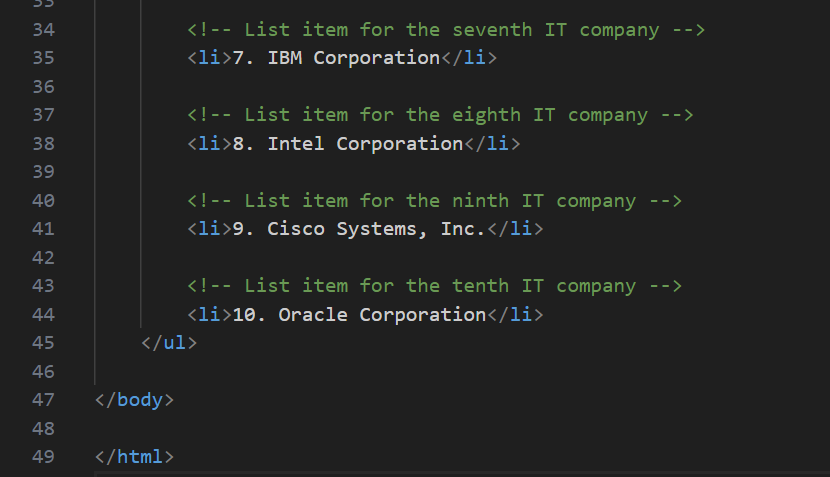 33
34 <!-- List item for the seventh IT company -->
35 <li>7. IBM Corporation</li>
36
37 <!-- List item for the eighth IT company -->
38 <li>8. Intel Corporation</li>
39
40 <!-- List item for the ninth IT company -->
41 <li>9. Cisco Systems, Inc.</li>
42
43 <!-- List item for the tenth IT company -->
44 <li>10. Oracle Corporation</li>
45 </ul>
46
47 </body>
48
49 </html>